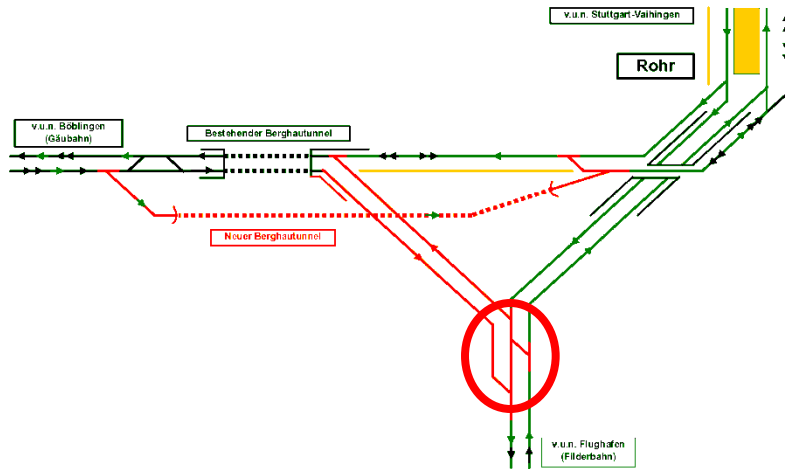 v.u.n. Stuttgart-Vaihingen
Rohr
v.u.n. Böblingen
(Gäubahn)
Bestehender Berghautunnel
Neuer Berghautunnel
v.u.n. Flughafen
(Filderbahn)